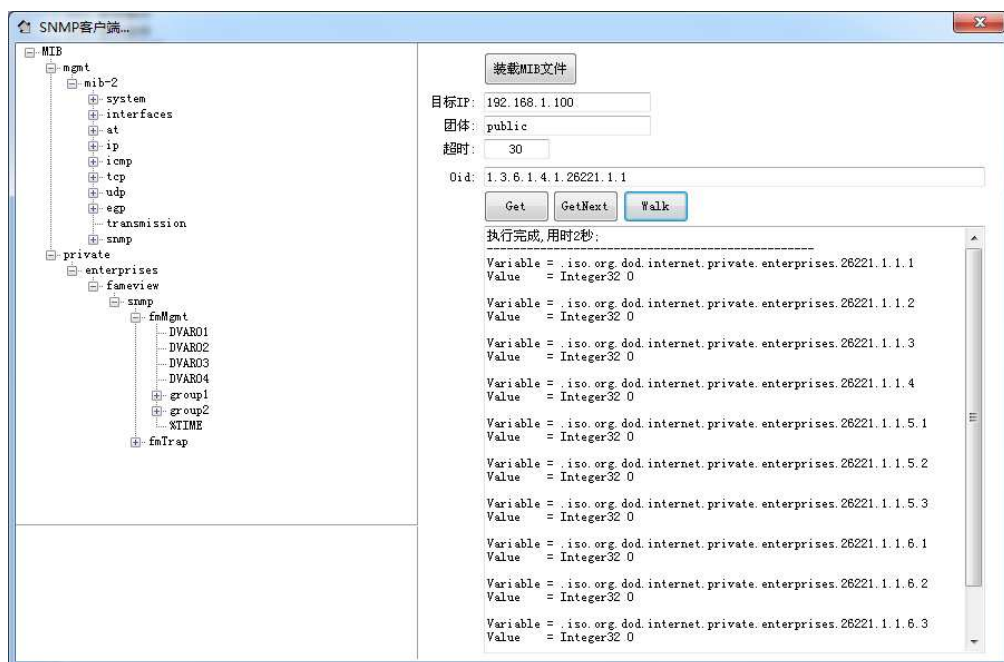 SNMP客户端...
MIB
mgmt
mib-2
system
interfaces
at
ip
icmp
tcp
udp
egp
transmission
snmp
private
enterprises
fameview
snmp
fmMgmt
DVAR01
DVAR02
DVAR03
DVAR04
group1
group2
%TIME
fmTrap
装载MIB文件
目标IP: 192.168.1.100
团体: public
超时: 30
Oid: 1.3.6.1.4.1.26221.1.1
Get GetNext Walk
执行完成,用时2秒:
--------------------------------------------------
Variable = .iso.org.dod.internet.private.enterprises.26221.1.1.1
Value = Integer32 0
Variable = .iso.org.dod.internet.private.enterprises.26221.1.1.2
Value = Integer32 0
Variable = .iso.org.dod.internet.private.enterprises.26221.1.1.3
Value = Integer32 0
Variable = .iso.org.dod.internet.private.enterprises.26221.1.1.4
Value = Integer32 0
Variable = .iso.org.dod.internet.private.enterprises.26221.1.1.5.1
Value = Integer32 0
Variable = .iso.org.dod.internet.private.enterprises.26221.1.1.5.2
Value = Integer32 0
Variable = .iso.org.dod.internet.private.enterprises.26221.1.1.5.3
Value = Integer32 0
Variable = .iso.org.dod.internet.private.enterprises.26221.1.1.6.1
Value = Integer32 0
Variable = .iso.org.dod.internet.private.enterprises.26221.1.1.6.2
Value = Integer32 0
Variable = .iso.org.dod.internet.private.enterprises.26221.1.1.6.3
Value = Integer32 0